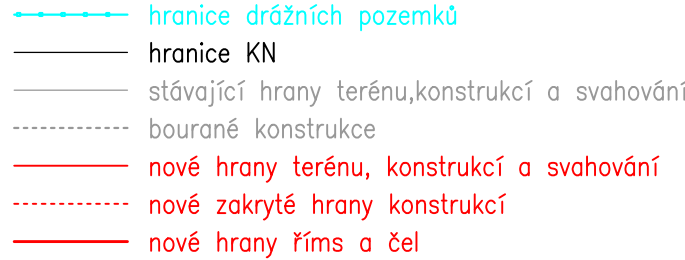 hranice drážních pozemků
hranice KN
stávající hrany terénu,konstrukcí a svahování
bourané konstrukce
nové hrany terénu, konstrukcí a svahování
nové zakryté hrany konstrukcí
nové hrany říms a čel